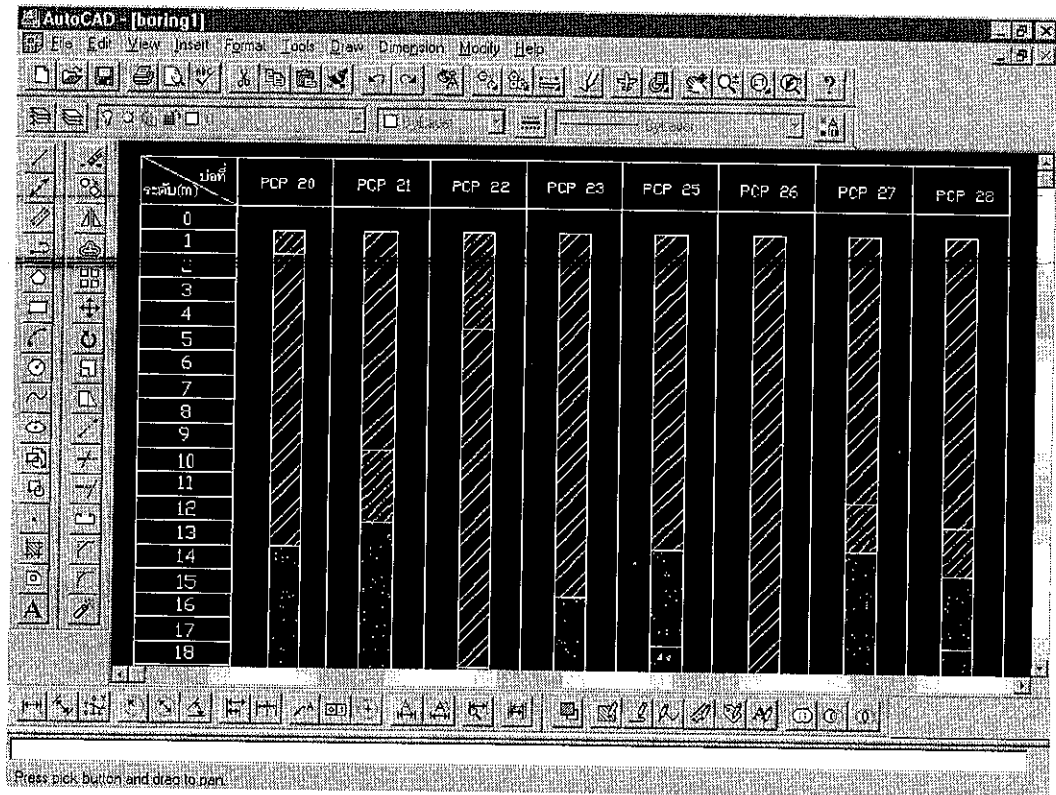 AutoCAD - [boring1]
File Edit View Insert Format Tools Draw Dimension Modify Help
ByLayer ByLayer
บ่อที่
ระดับ(m)
PCP 20 PCP 21 PCP 22 PCP 23 PCP 25 PCP 26 PCP 27 PCP 28
0
1
2
3
4
5
6
7
8
9
10
11
12
13
14
15
16
17
18
Press pick button and drag to pan.